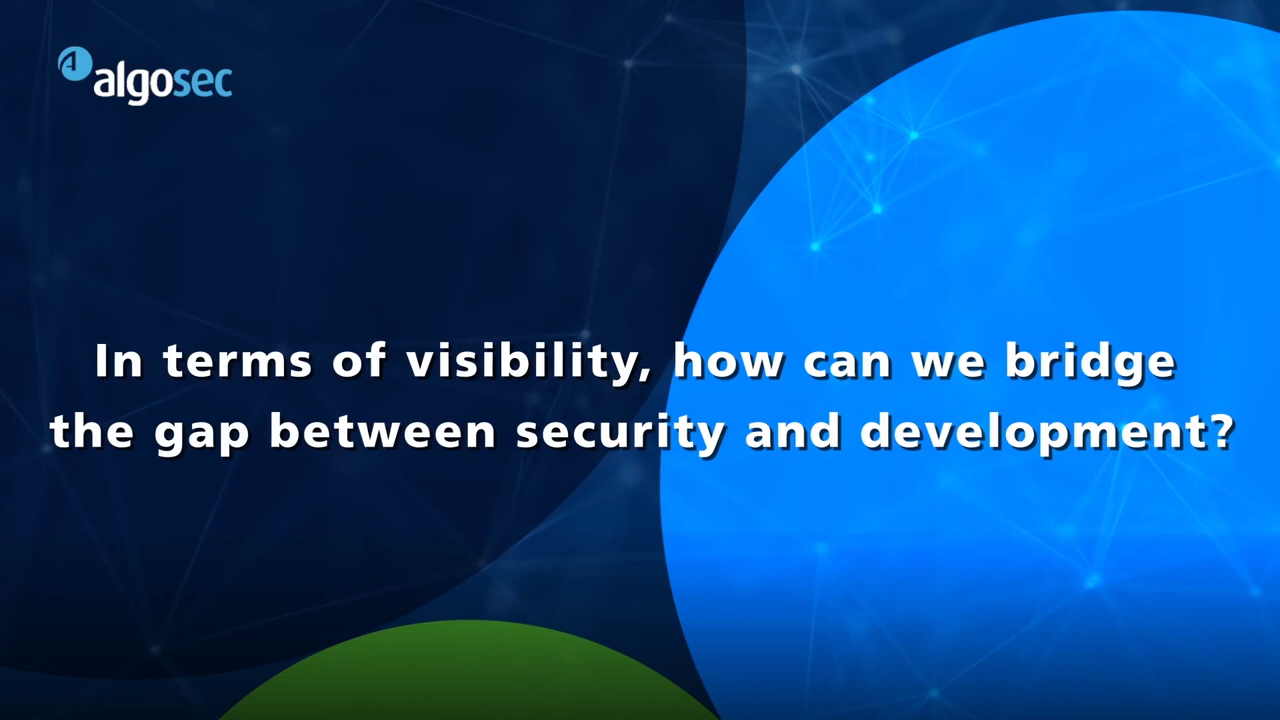 algosec
In terms of visibility, how can we bridge
the gap between security and development?